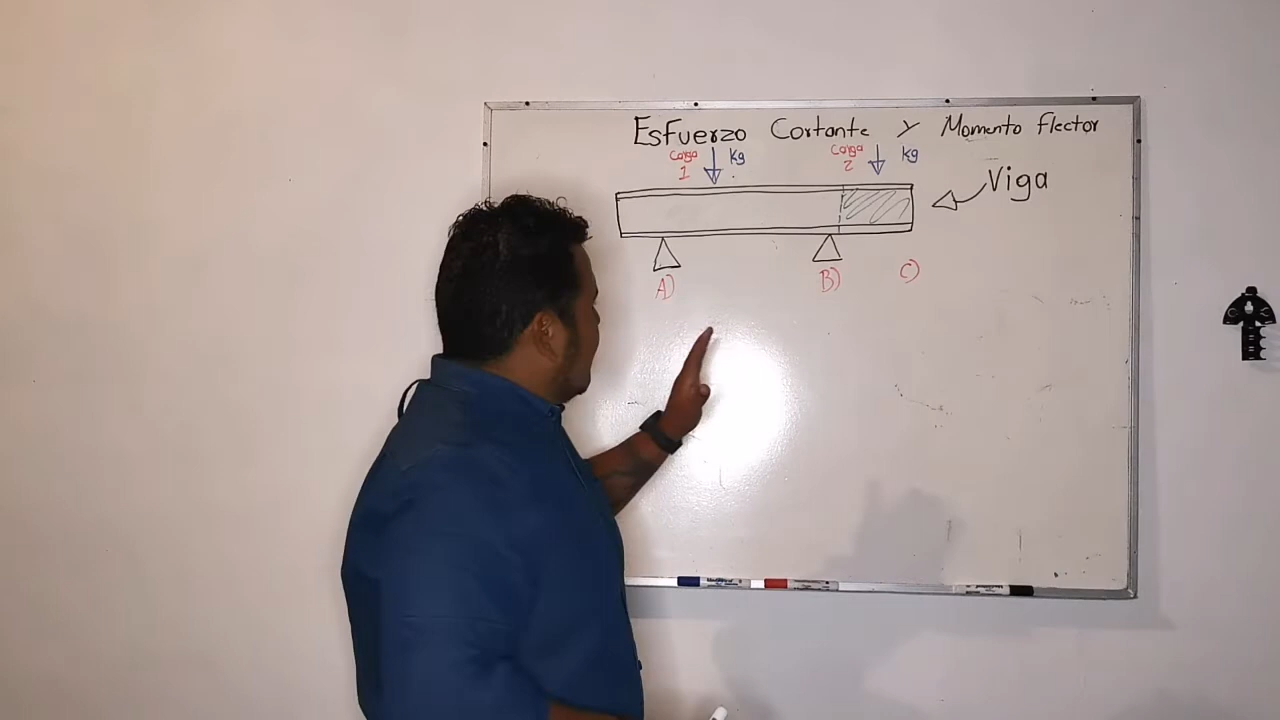 Esfuerzo Cortante y Momento flector
Carga 1 kg
Carga 2 kg
Viga
A) B) C)